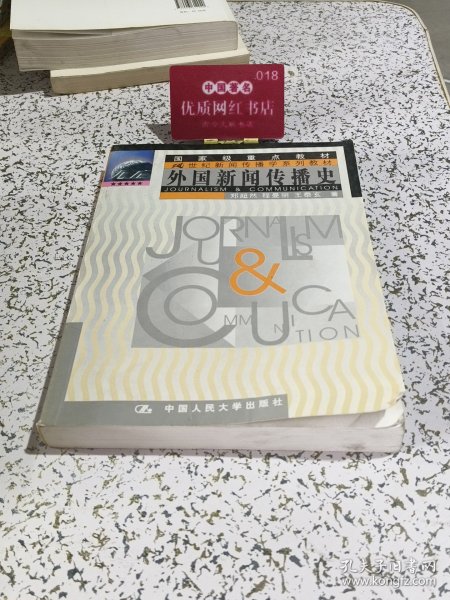 .018
中国著名
优质网红书店
国家级重点教材
21世纪新闻传播学系列教材
外国新闻传播史
JOURNALISM & COMMUNICATION
郑超然 程曼丽 王泰玄 著
JOURNALISM
&
COMMUNICATION
中国人民大学出版社
孔夫子旧书网
www.kongfz.com